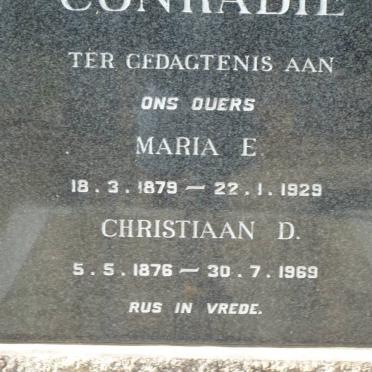 CONRADIE
TER GEDAGTENIS AAN
ONS OUERS
MARIA E.
18.3.1879 — 22.1.1929
CHRISTIAAN D.
5.5.1876 — 30.7.1969
RUS IN VREDE.